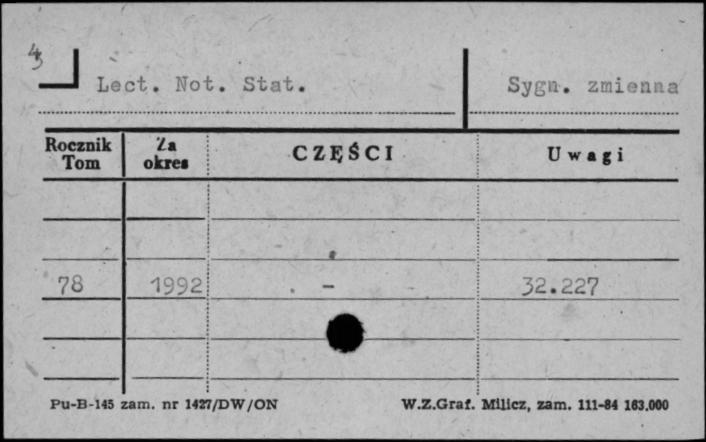 Lect. Not. Stat.
Sygn. zmienna
Rocznik Tom
Za okres
CZĘŚCI
Uwagi
78 1992 - 32.227
Pu-B-145 zam. nr 1427/DW/ON
W.Z.Graf. Milicz, zam. 111-84 163.000